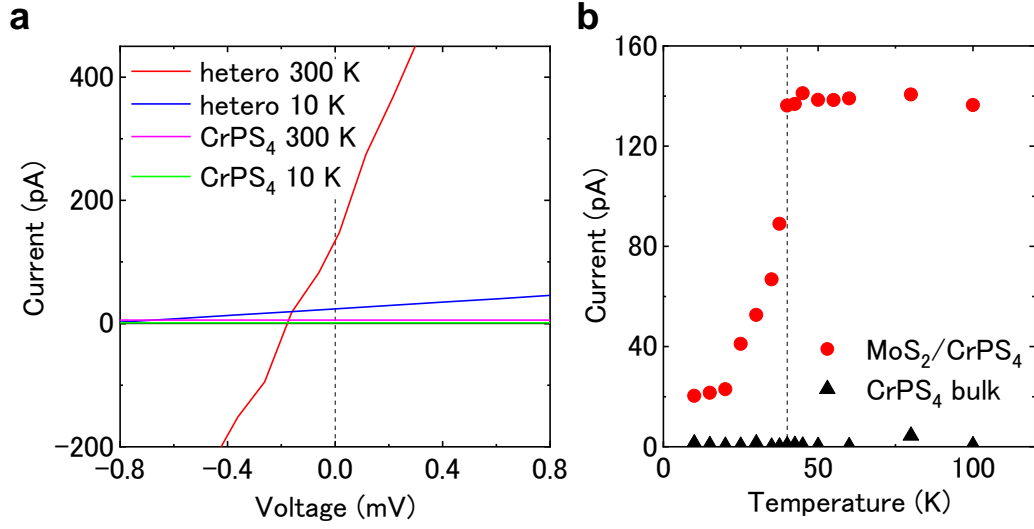 a
hetero 300 K
hetero 10 K
CrPS4 300 K
CrPS4 10 K
400
200
0
−200
−0.8
−0.4
0.0
0.4
0.8
Current (pA)
Voltage (mV)
b
160
120
80
40
0
0
50
100
Current (pA)
Temperature (K)
MoS2/CrPS4
CrPS4 bulk